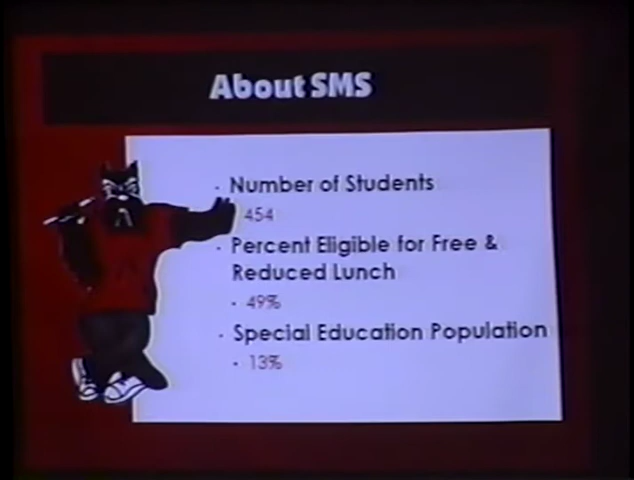 About SMS
· Number of Students
454
· Percent Eligible for Free &
Reduced Lunch
· 49%
· Special Education Population
· 13%